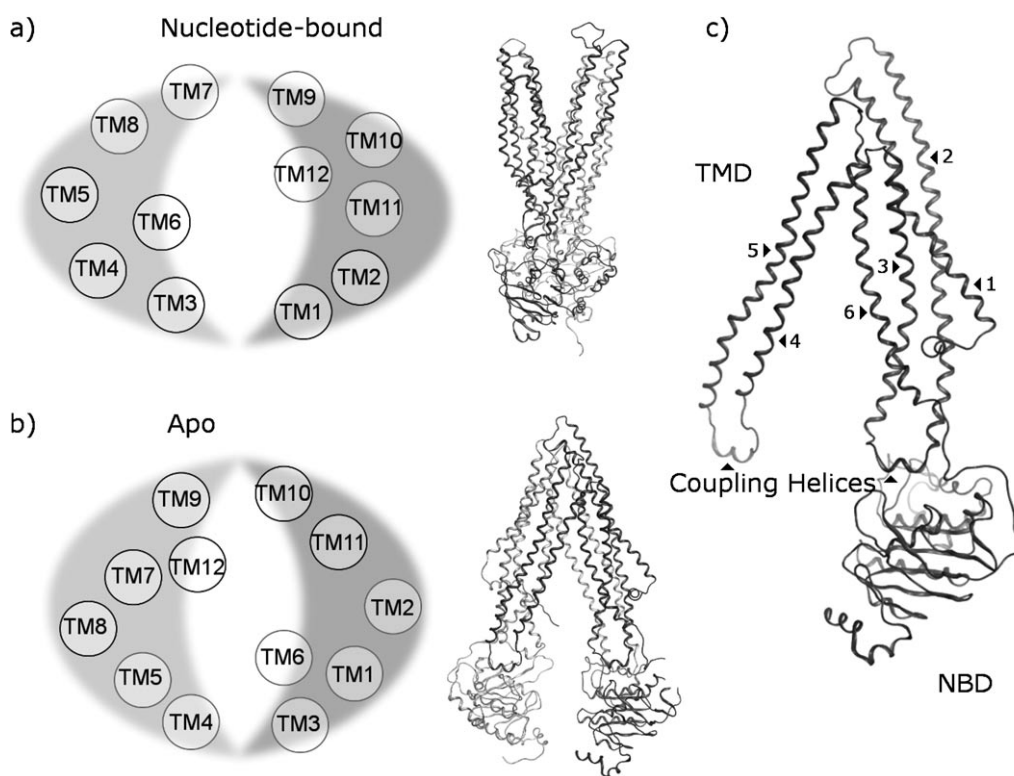 a)
Nucleotide-bound
TM7
TM9
TM8
TM10
TM12
TM5
TM6
TM11
TM4
TM2
TM3
TM1
b)
Apo
TM9
TM10
TM12
TM11
TM7
TM8
TM2
TM5
TM6
TM1
TM4
TM3
c)
TMD
2
5
3
1
6
4
Coupling Helices
NBD